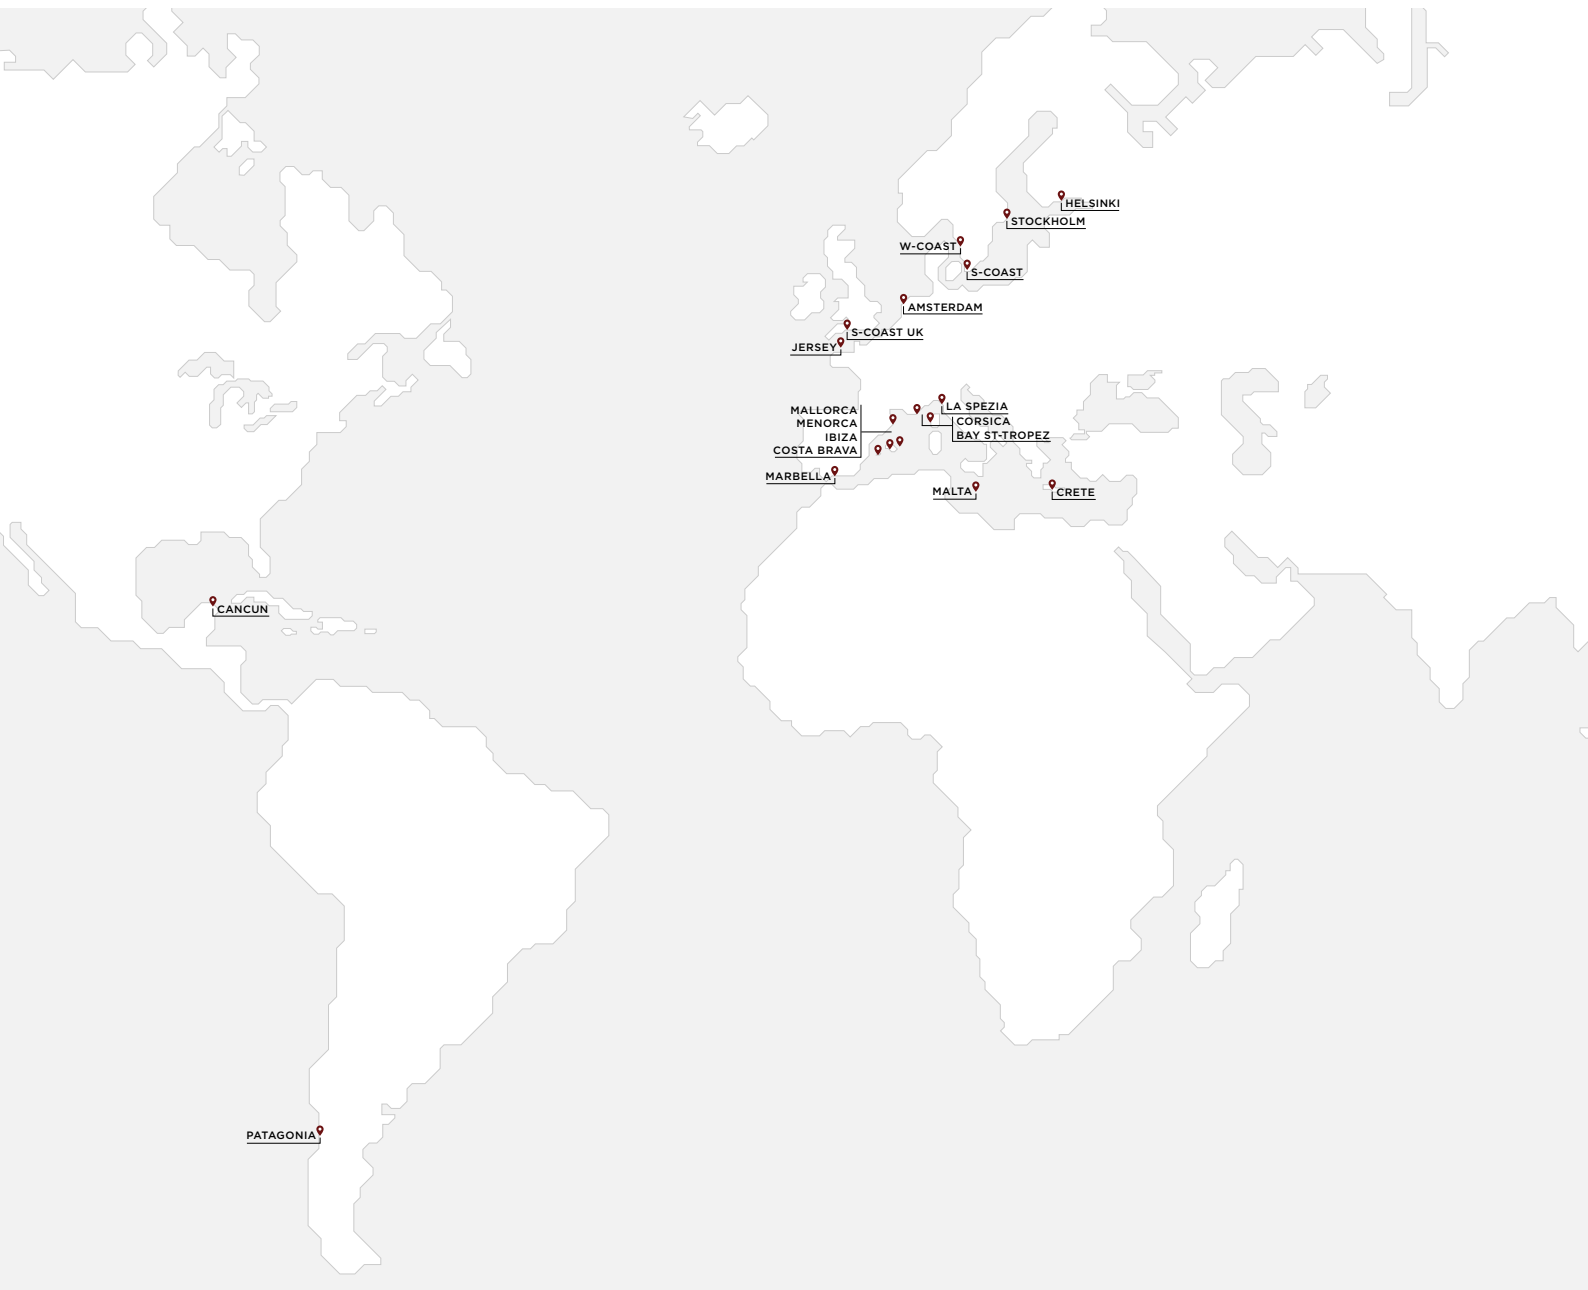 HELSINKI
STOCKHOLM
W-COAST
S-COAST
AMSTERDAM
S-COAST UK
JERSEY
LA SPEZIA
MALLORCA
CORSICA
MENORCA
BAY ST-TROPEZ
IBIZA
COSTA BRAVA
MARBELLA
MALTA
CRETE
CANCUN
PATAGONIA